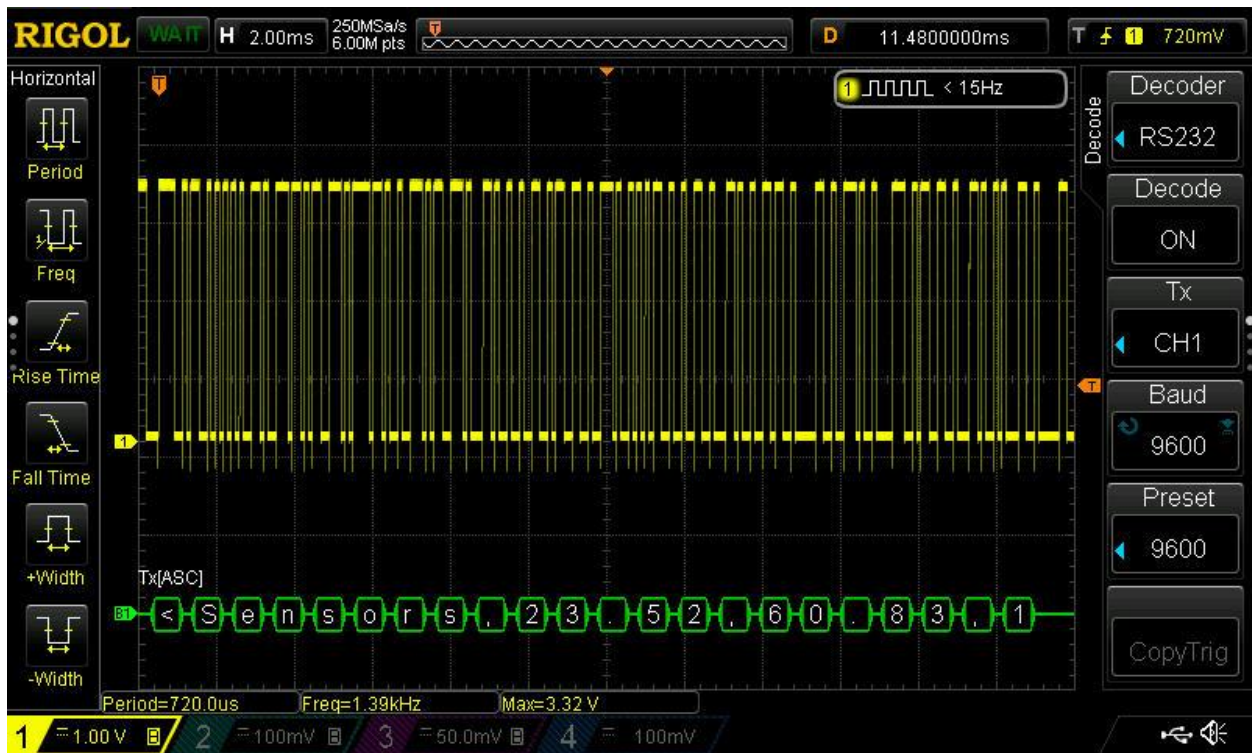 RIGOL WAIT H 2.00ms 250MSa/s D 11.4800000ms T 1 720mV
6.00M pts
Horizontal
Period
Freq
Rise Time
Fall Time
+Width
-Width
T
1 < 15Hz
1
T
Tx[ASC]
B1 < S e n s o r s , 2 3 . 5 2 , 6 0 . 8 3 , 1
Period=720.0us Freq=1.39kHz Max=3.32 V
1 1.00 V B 2 100mV B 3 50.0mV B 4 100mV
Decode
Decoder
RS232
Decode
ON
Tx
CH1
Baud
9600
Preset
9600
CopyTrig